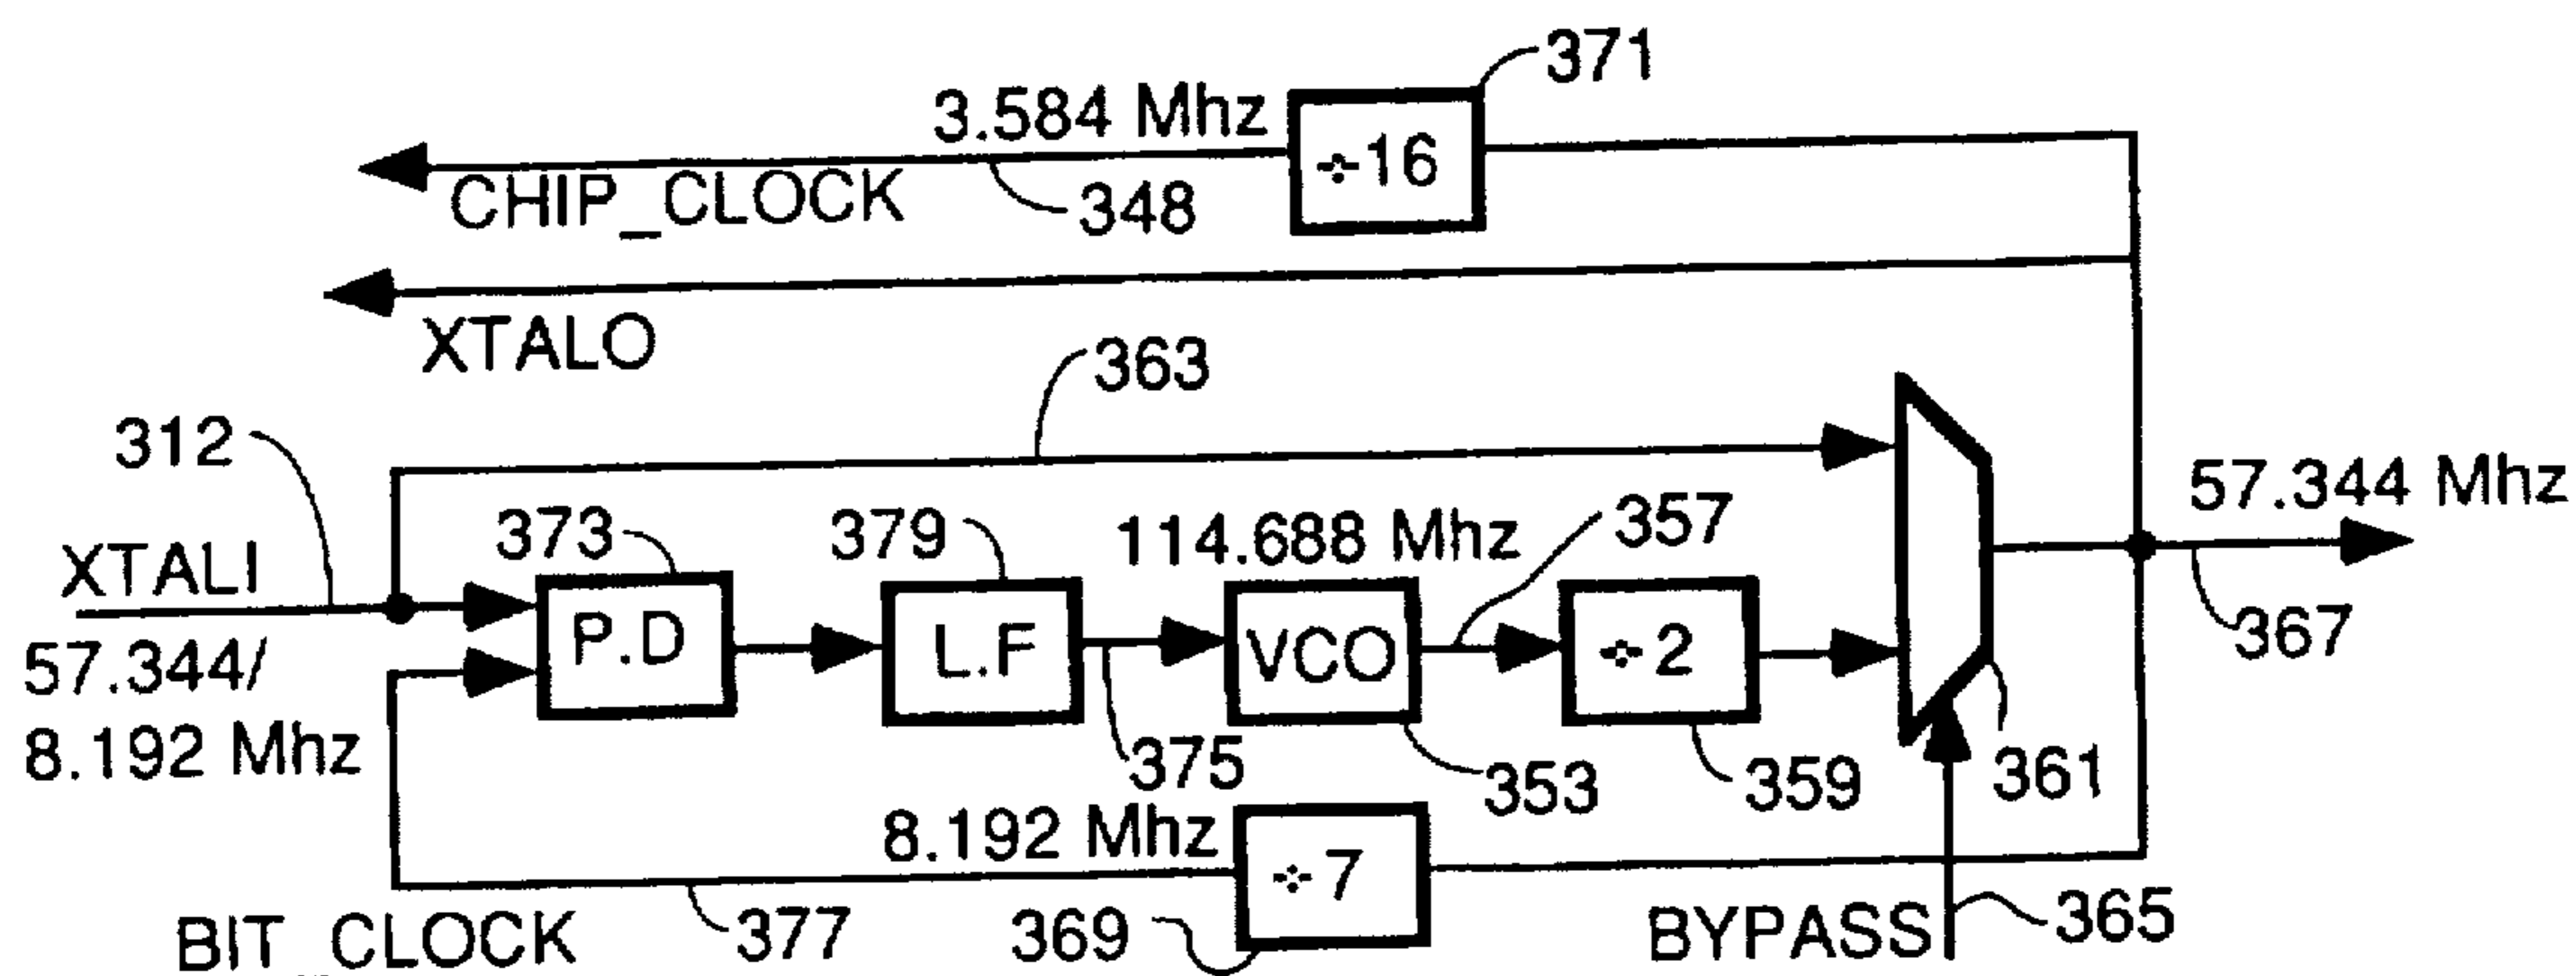 371
3.584 Mhz
÷16
CHIP_CLOCK
348
XTALO
363
312
57.344 Mhz
373
379
114.688 Mhz
357
XTALI
P.D
L.F
VCO
÷2
367
57.344/
8.192 Mhz
375
353
359
361
8.192 Mhz
÷7
BIT_CLOCK
377
369
BYPASS
365